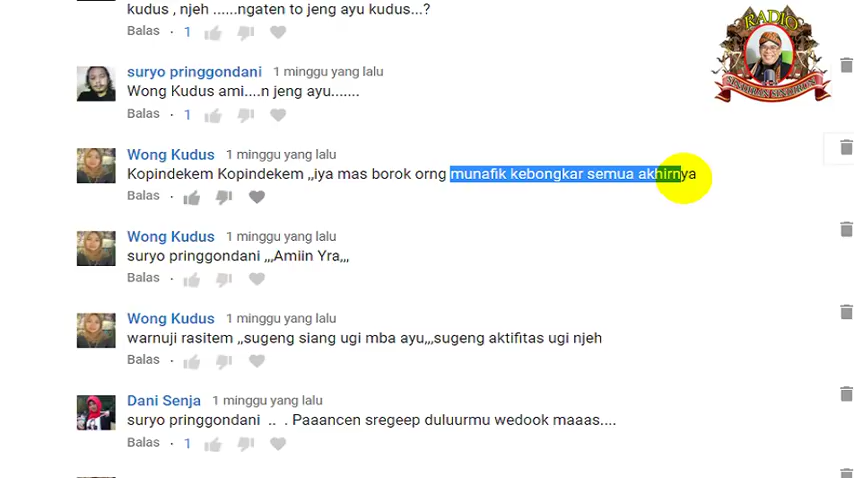 kudus , njeh ......ngaten to jeng ayu kudus...?
Balas · 1
RADIO
suryo pringgondani 1 minggu yang lalu
Wong Kudus ami....n jeng ayu.......
Balas · 1
Wong Kudus 1 minggu yang lalu
Kopindekem Kopindekem ,,iya mas borok orng munafik kebongkar semua akhirnya
Balas ·
Wong Kudus 1 minggu yang lalu
suryo pringgondani ,,,Amiin Yra,,,
Balas ·
Wong Kudus 1 minggu yang lalu
warnuji rasitem ,,sugeng siang ugi mba ayu,,,sugeng aktifitas ugi njeh
Balas ·
Dani Senja 1 minggu yang lalu
suryo pringgondani .. . Paaancen sregeep duluurmu wedook maaas....
Balas · 1